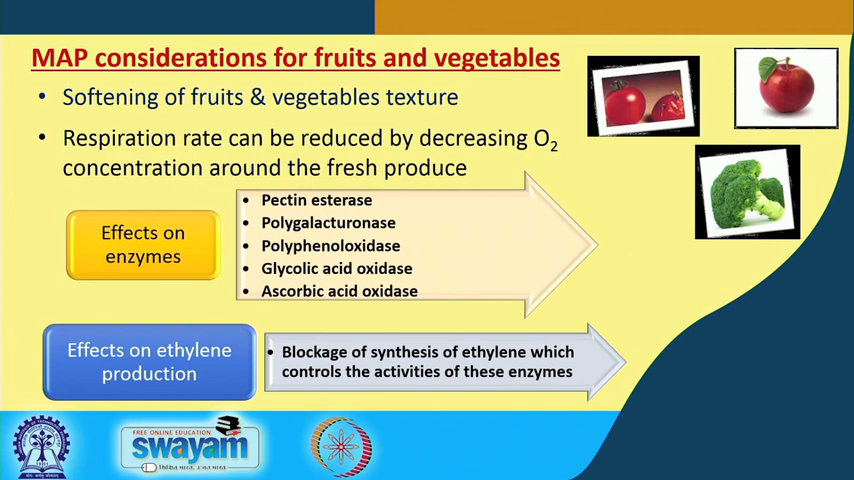 MAP considerations for fruits and vegetables
• Softening of fruits & vegetables texture
• Respiration rate can be reduced by decreasing O₂
concentration around the fresh produce
Effects on
enzymes
• Pectin esterase
• Polygalacturonase
• Polyphenoloxidase
• Glycolic acid oxidase
• Ascorbic acid oxidase
Effects on ethylene
production
• Blockage of synthesis of ethylene which
controls the activities of these enzymes
FREE ONLINE EDUCATION
swayam